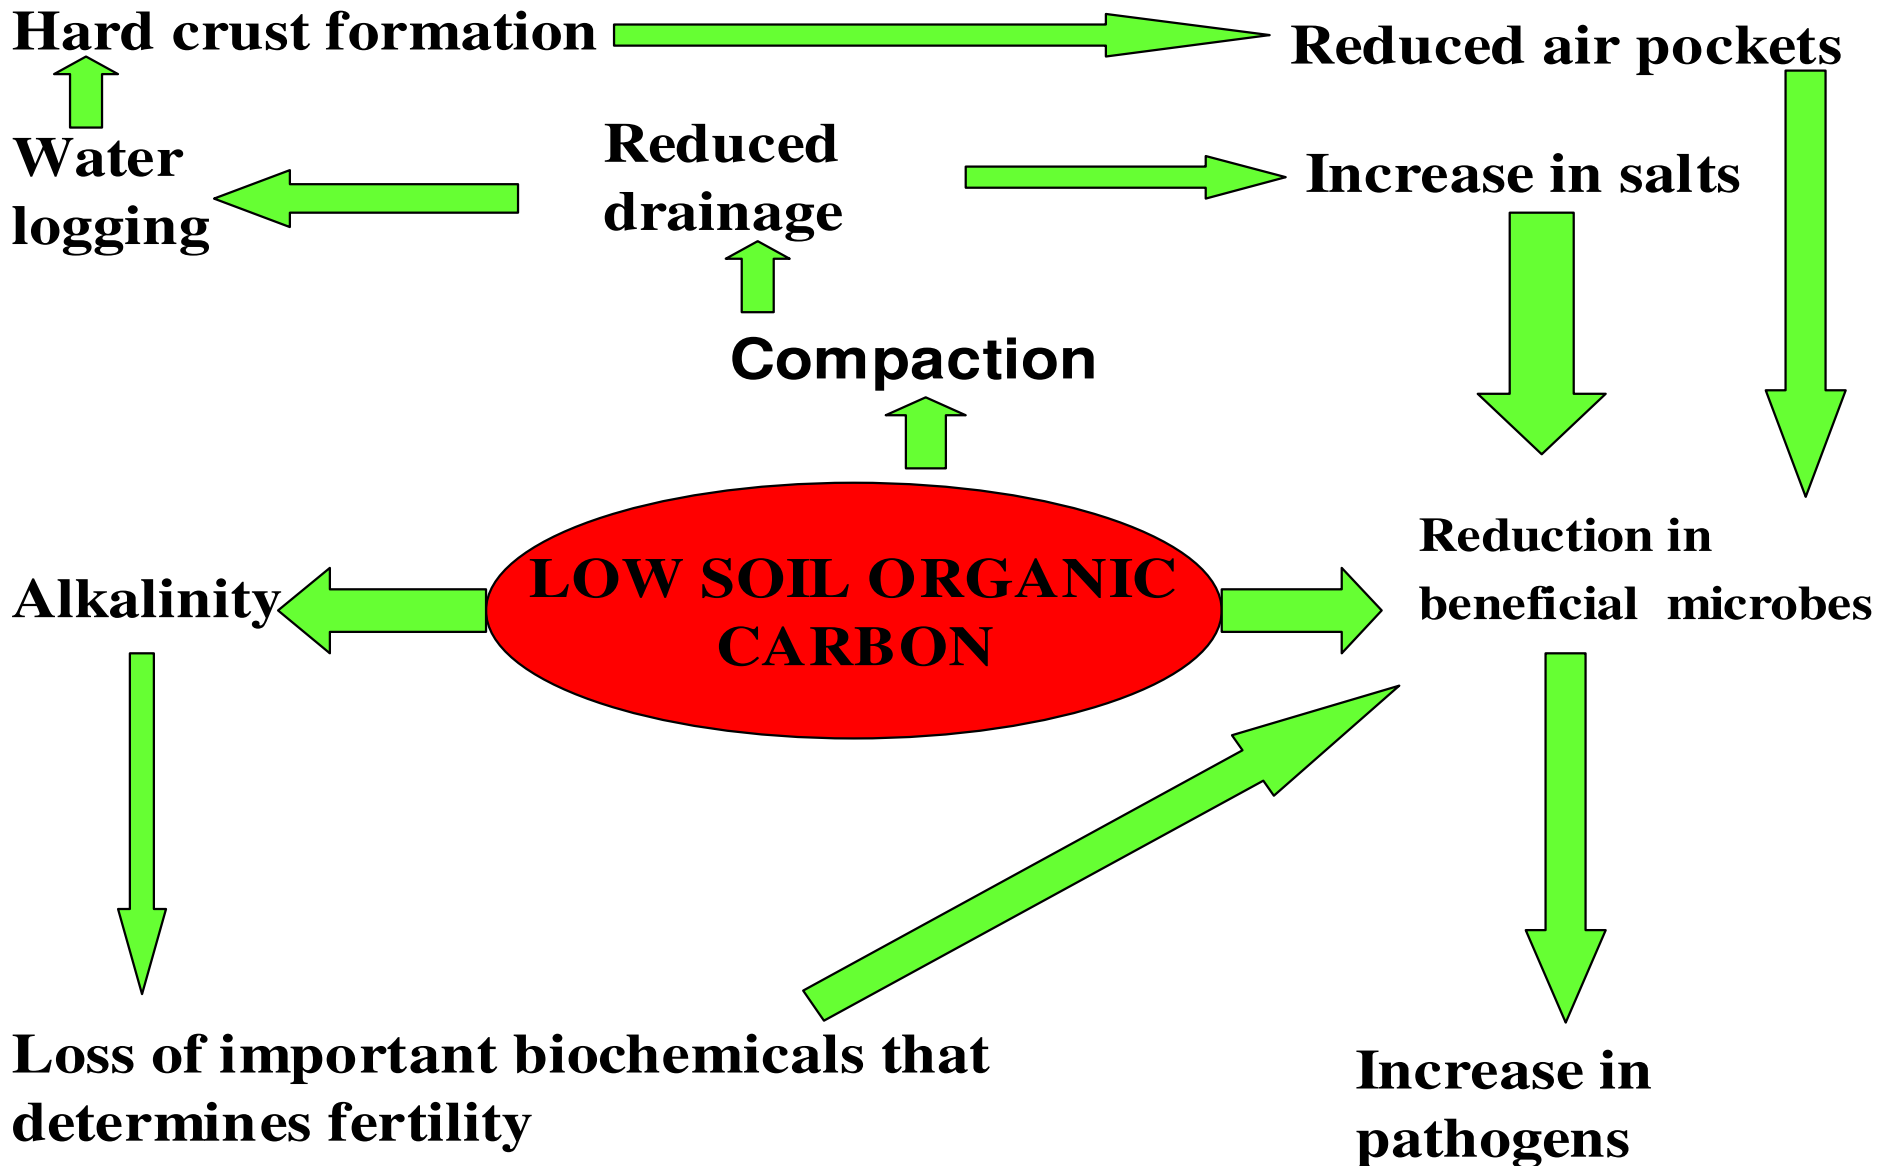 Hard crust formation
Reduced air pockets
Water
logging
Reduced
drainage
Increase in salts
Compaction
LOW SOIL ORGANIC
CARBON
Alkalinity
Reduction in
beneficial microbes
Loss of important biochemicals that
determines fertility
Increase in
pathogens